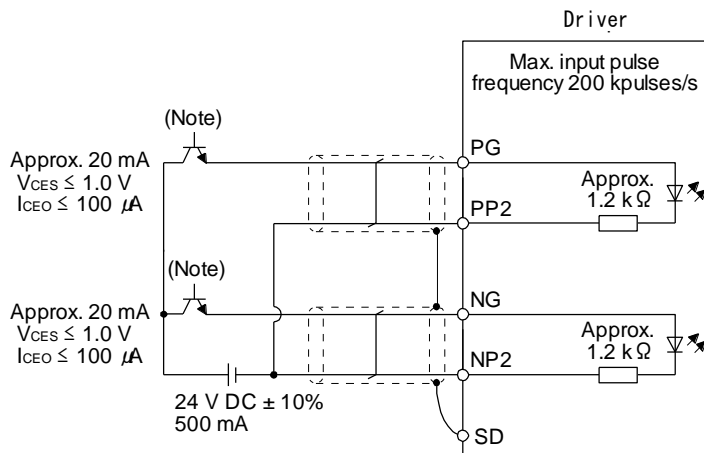 Driver
Max. input pulse
frequency 200 kpulses/s
(Note)
Approx. 20 mA
VCES ≤ 1.0 V
ICEO ≤ 100 μA
PG
Approx.
1.2 k Ω
PP2
(Note)
Approx. 20 mA
VCES ≤ 1.0 V
ICEO ≤ 100 μA
NG
Approx.
1.2 k Ω
NP2
24 V DC ± 10%
500 mA
SD